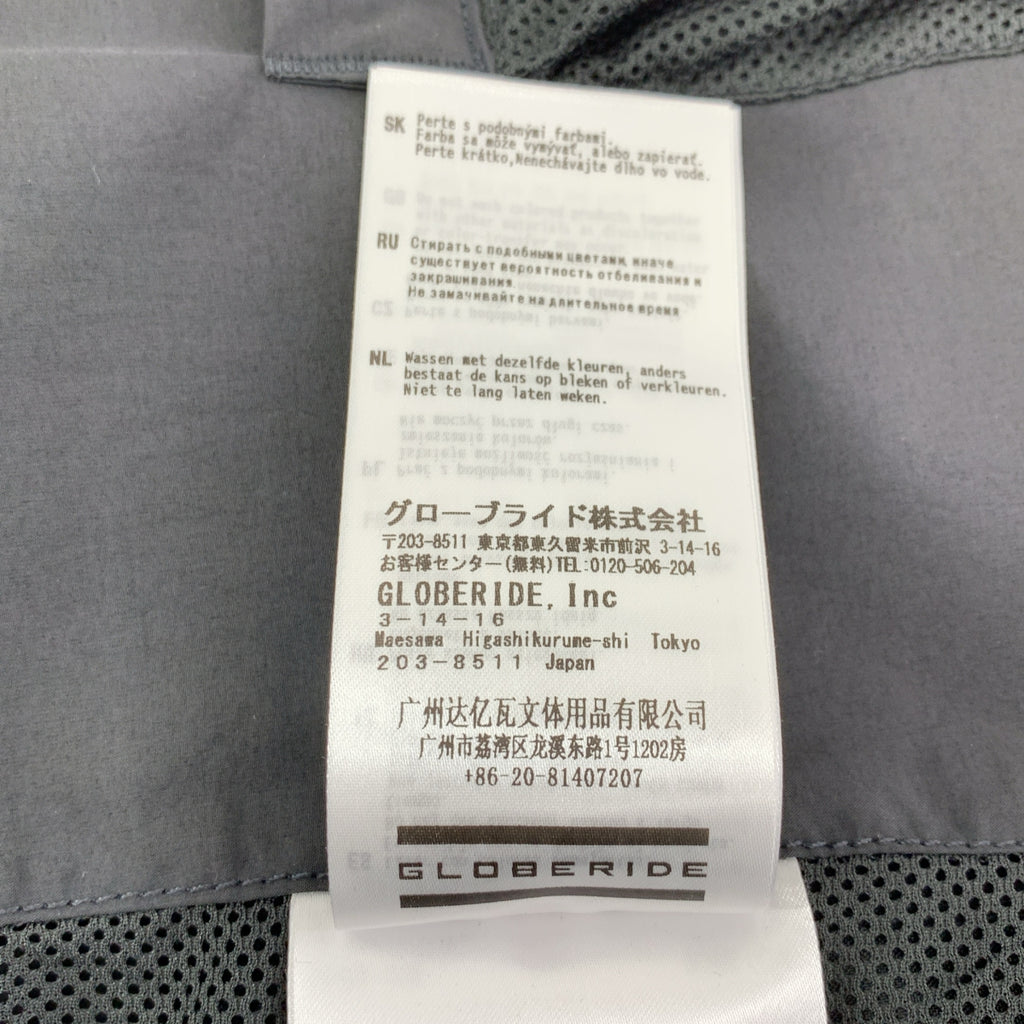 SK Perte s podobnými farbami.
Farba sa môže vymývať, alebo zapierať.
Perte krátko,Nenechávajte dlho vo vode.
RU Стирать с подобными цветами, иначе
существует вероятность отбеливания и
закрашивания.
Не замачивайте на длительное время
NL Wassen met dezelfde kleuren, anders
bestaat de kans op bleken of verkleuren.
Niet te lang laten weken.
グローブライド株式会社
〒203-8511 東京都東久留米市前沢 3-14-16
お客様センター(無料)TEL:0120-506-204
GLOBERIDE, Inc
3-14-16
Maesawa Higashikurume-shi Tokyo
203-8511 Japan
广州达亿瓦文体用品有限公司
广州市荔湾区龙溪东路1号1202房
+86-20-81407207
GLOBERIDE